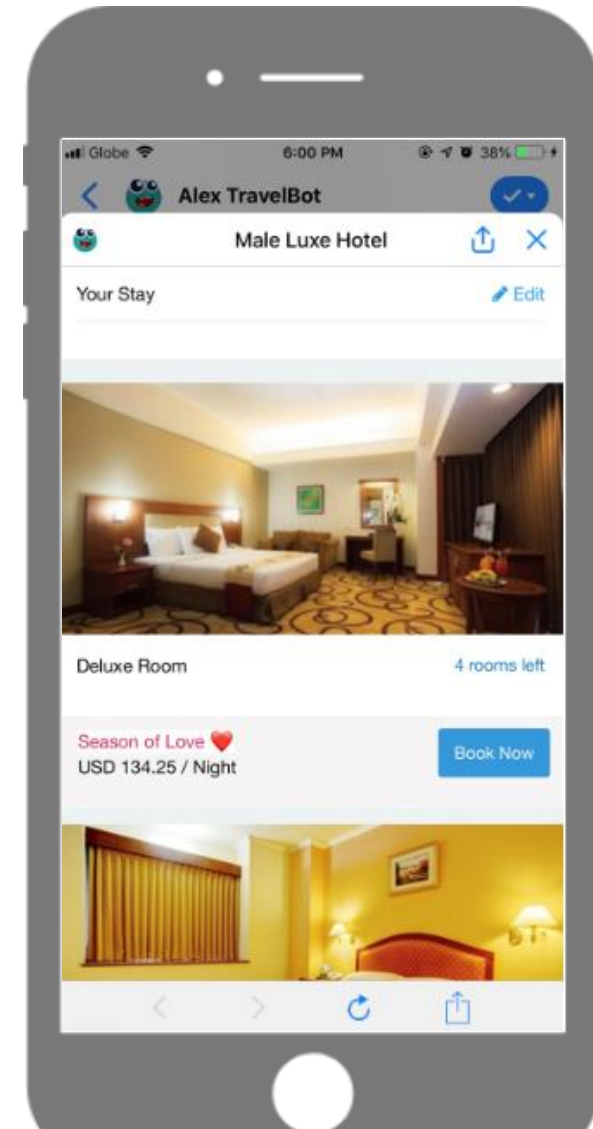 Globe 6:00 PM 38%
Alex TravelBot
Male Luxe Hotel
Your Stay Edit
Deluxe Room 4 rooms left
Season of Love ❤️
USD 134.25 / Night Book Now